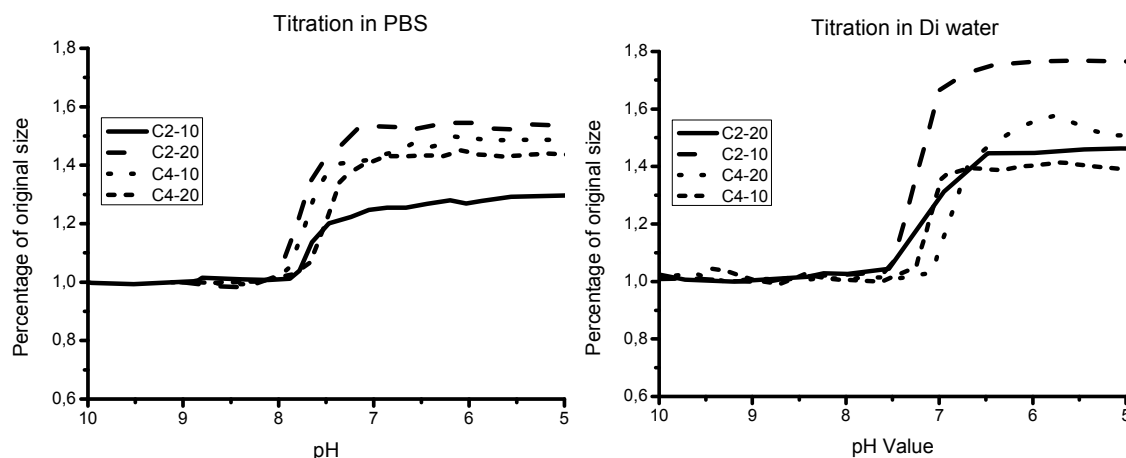 Titration in PBS
Percentage of original size
1,8
1,6
1,4
1,2
1,0
0,8
0,6
C2-10
C2-20
C4-10
C4-20
10 9 8 7 6 5
pH
Titration in Di water
Percentage of original size
1.8
1.6
1.4
1.2
1.0
0.8
0.6
C2-20
C2-10
C4-20
C4-10
10 9 8 7 6 5
pH Value